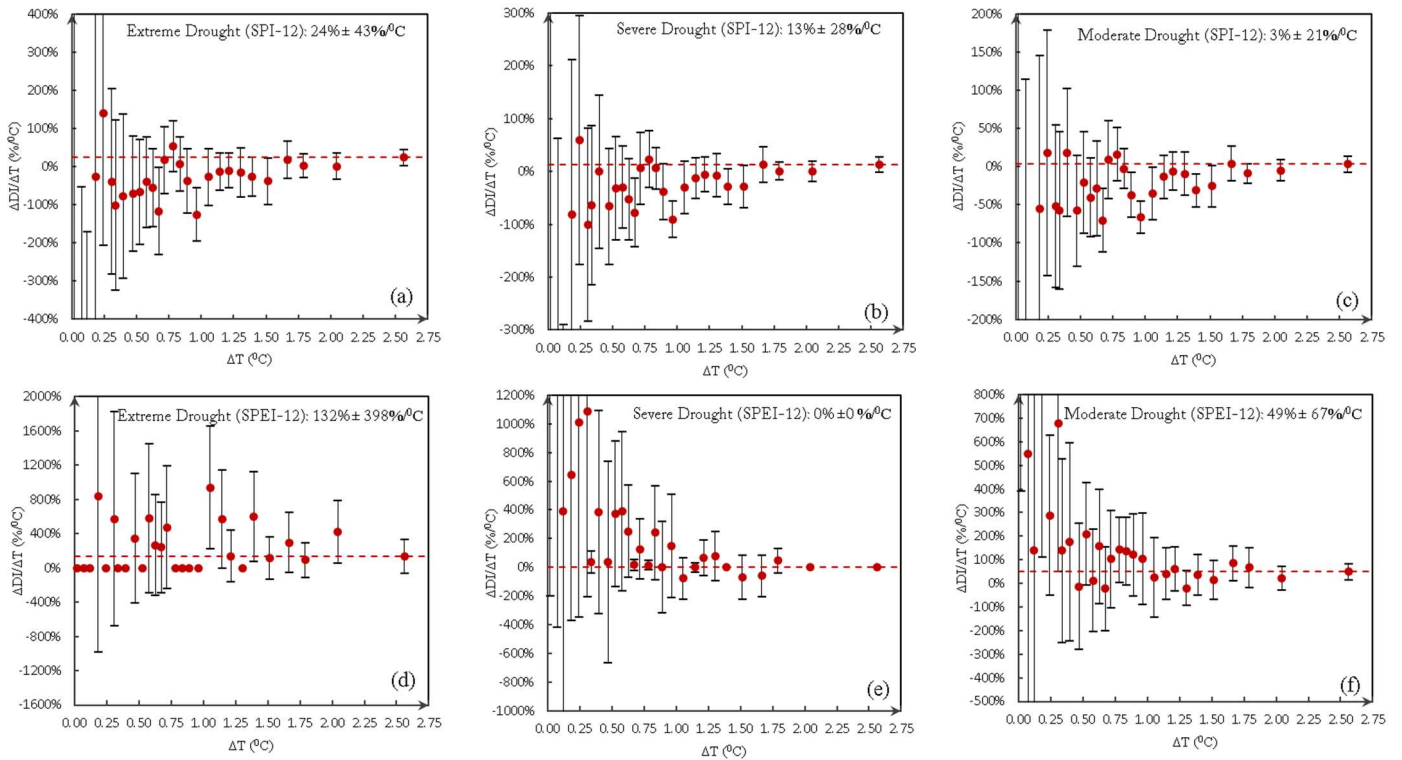 Extreme Drought (SPI-12): 24%± 43%/⁰C
400%
300%
200%
100%
0%
-100%
-200%
-300%
-400%
ΔDI/ΔT (%/⁰C)
0.00 0.25 0.50 0.75 1.00 1.25 1.50 1.75 2.00 2.25 2.50 2.75
ΔT (⁰C)
(a)
Severe Drought (SPI-12): 13%± 28%/⁰C
300%
200%
100%
0%
-100%
-200%
-300%
ΔDI/ΔT (%/⁰C)
0.00 0.25 0.50 0.75 1.00 1.25 1.50 1.75 2.00 2.25 2.50 2.75
ΔT (⁰C)
(b)
Moderate Drought (SPI-12): 3%± 21%/⁰C
200%
150%
100%
50%
0%
-50%
-100%
-150%
-200%
ΔDI/ΔT (%/⁰C)
0.00 0.25 0.50 0.75 1.00 1.25 1.50 1.75 2.00 2.25 2.50 2.75
ΔT (⁰C)
(c)
Extreme Drought (SPEI-12): 132%± 398%/⁰C
2000%
1600%
1200%
800%
400%
0%
-400%
-800%
-1200%
-1600%
ΔDI/ΔT (%/⁰C)
0.00 0.25 0.50 0.75 1.00 1.25 1.50 1.75 2.00 2.25 2.50 2.75
ΔT (⁰C)
(d)
Severe Drought (SPEI-12): 0%±0 %/⁰C
1200%
1000%
800%
600%
400%
200%
0%
-200%
-400%
-600%
-800%
-1000%
ΔDI/ΔT (%/⁰C)
0.00 0.25 0.50 0.75 1.00 1.25 1.50 1.75 2.00 2.25 2.50 2.75
ΔT (⁰C)
(e)
Moderate Drought (SPEI-12): 49%± 67%/⁰C
800%
700%
600%
500%
400%
300%
200%
100%
0%
-100%
-200%
-300%
-400%
-500%
ΔDI/ΔT (%/⁰C)
0.00 0.25 0.50 0.75 1.00 1.25 1.50 1.75 2.00 2.25 2.50 2.75
ΔT (⁰C)
(f)